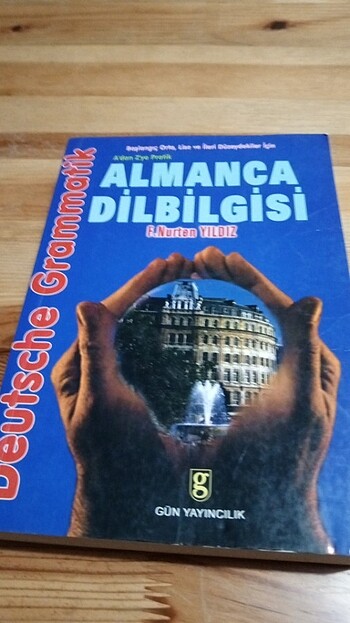 Başlangıç Orta, Lise ve İleri Düzeydekiler İçin
A'dan Z'ye Pratik
ALMANCA
DİLBİLGİSİ
F.Nurten YILDIZ
Deutsche Grammatik
g
GÜN YAYINCILIK